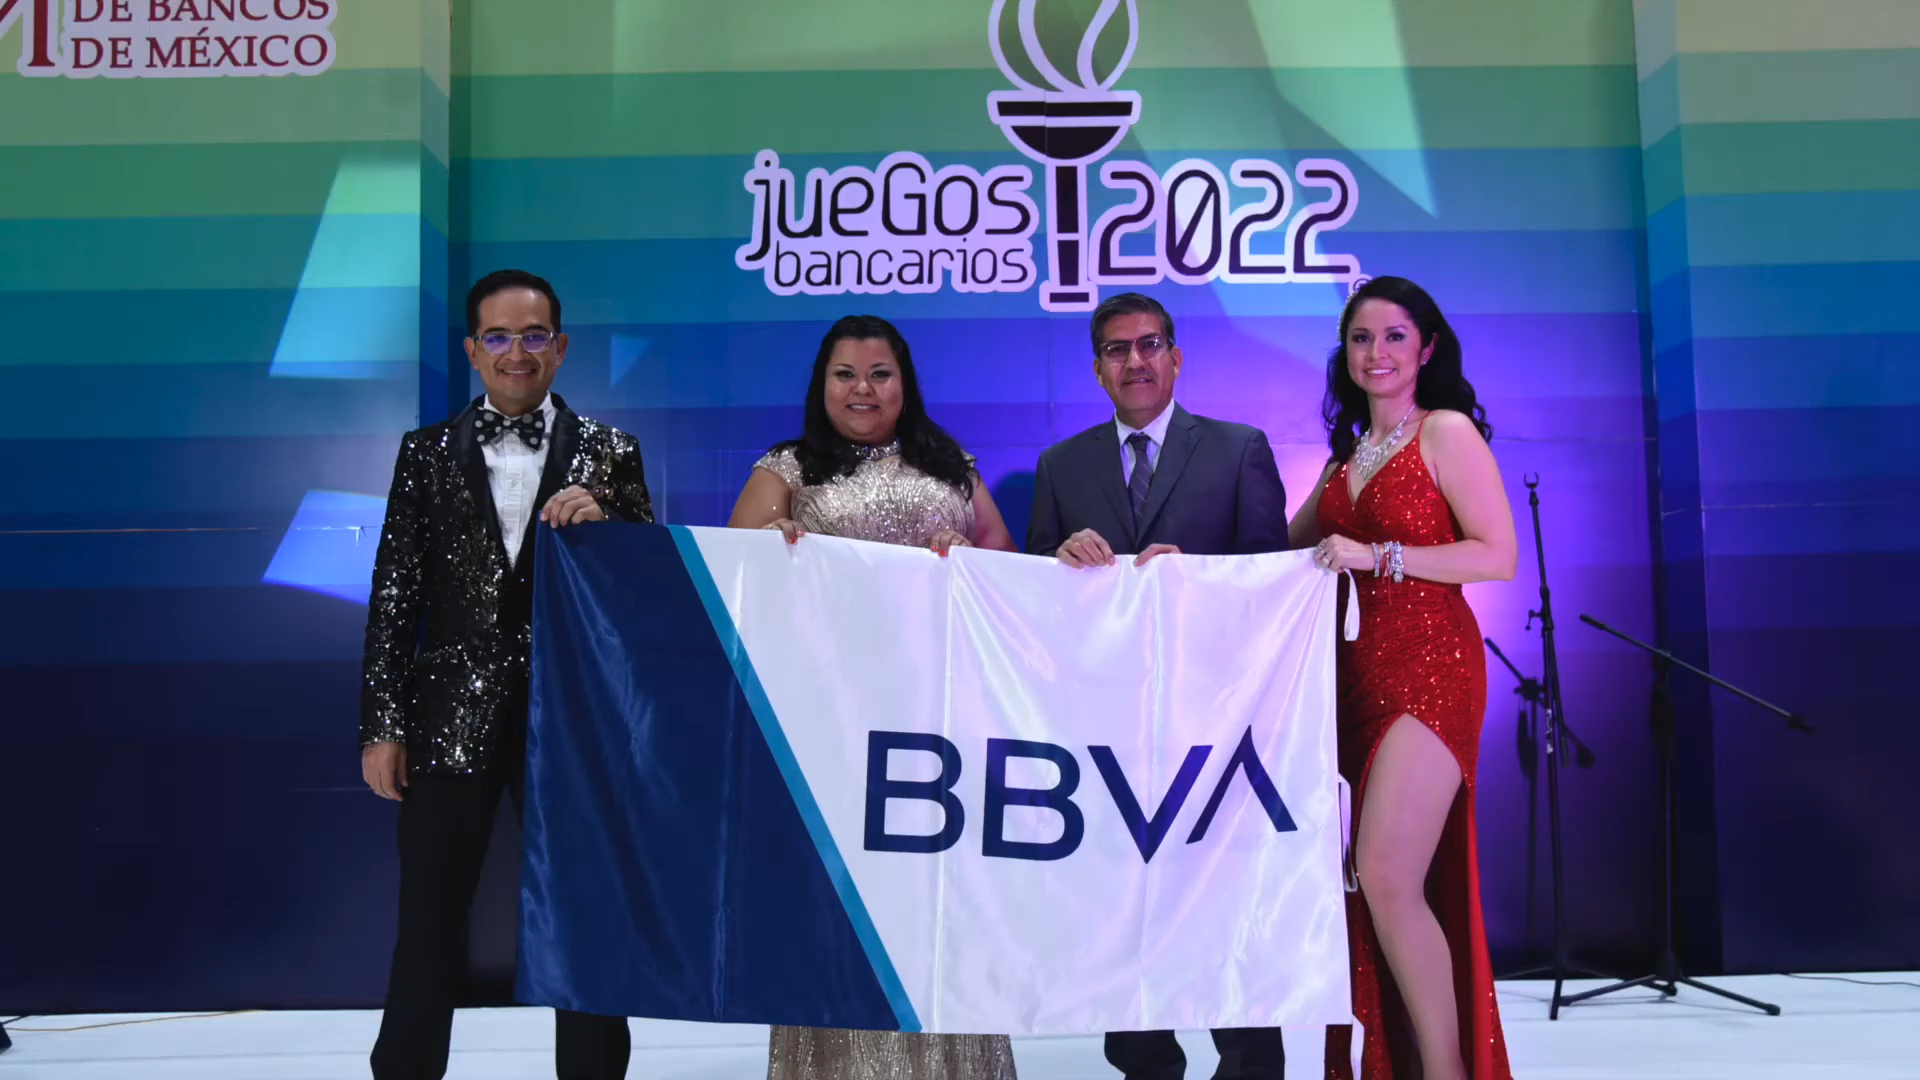 DE BANCOS
DE MÉXICO
jueGos
bancarios
2022
BBVA